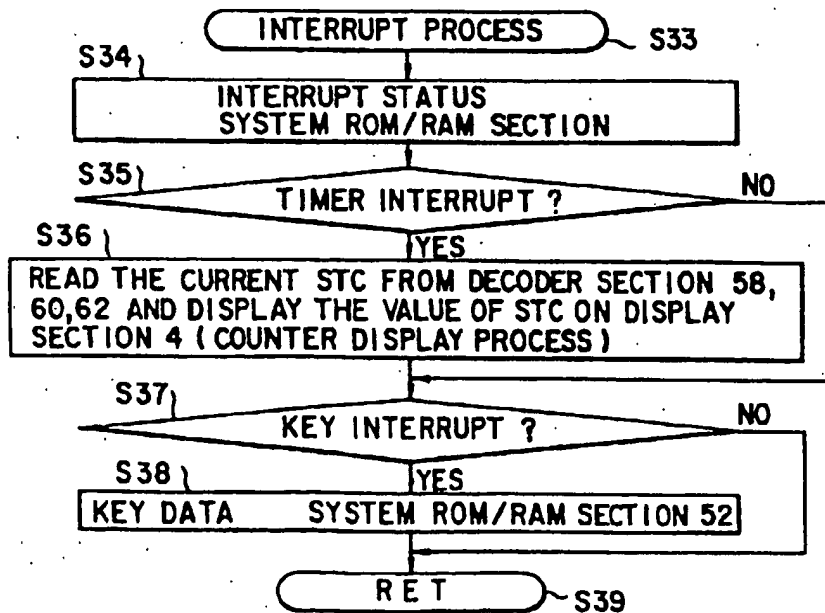 INTERRUPT PROCESS
S33
S34
INTERRUPT STATUS
SYSTEM ROM/RAM SECTION
S35
TIMER INTERRUPT ?
NO
YES
S36
READ THE CURRENT STC FROM DECODER SECTION 58,
60,62 AND DISPLAY THE VALUE OF STC ON DISPLAY
SECTION 4 (COUNTER DISPLAY PROCESS)
S37
KEY INTERRUPT ?
NO
YES
S38
KEY DATA SYSTEM ROM/RAM SECTION 52
RET
S39